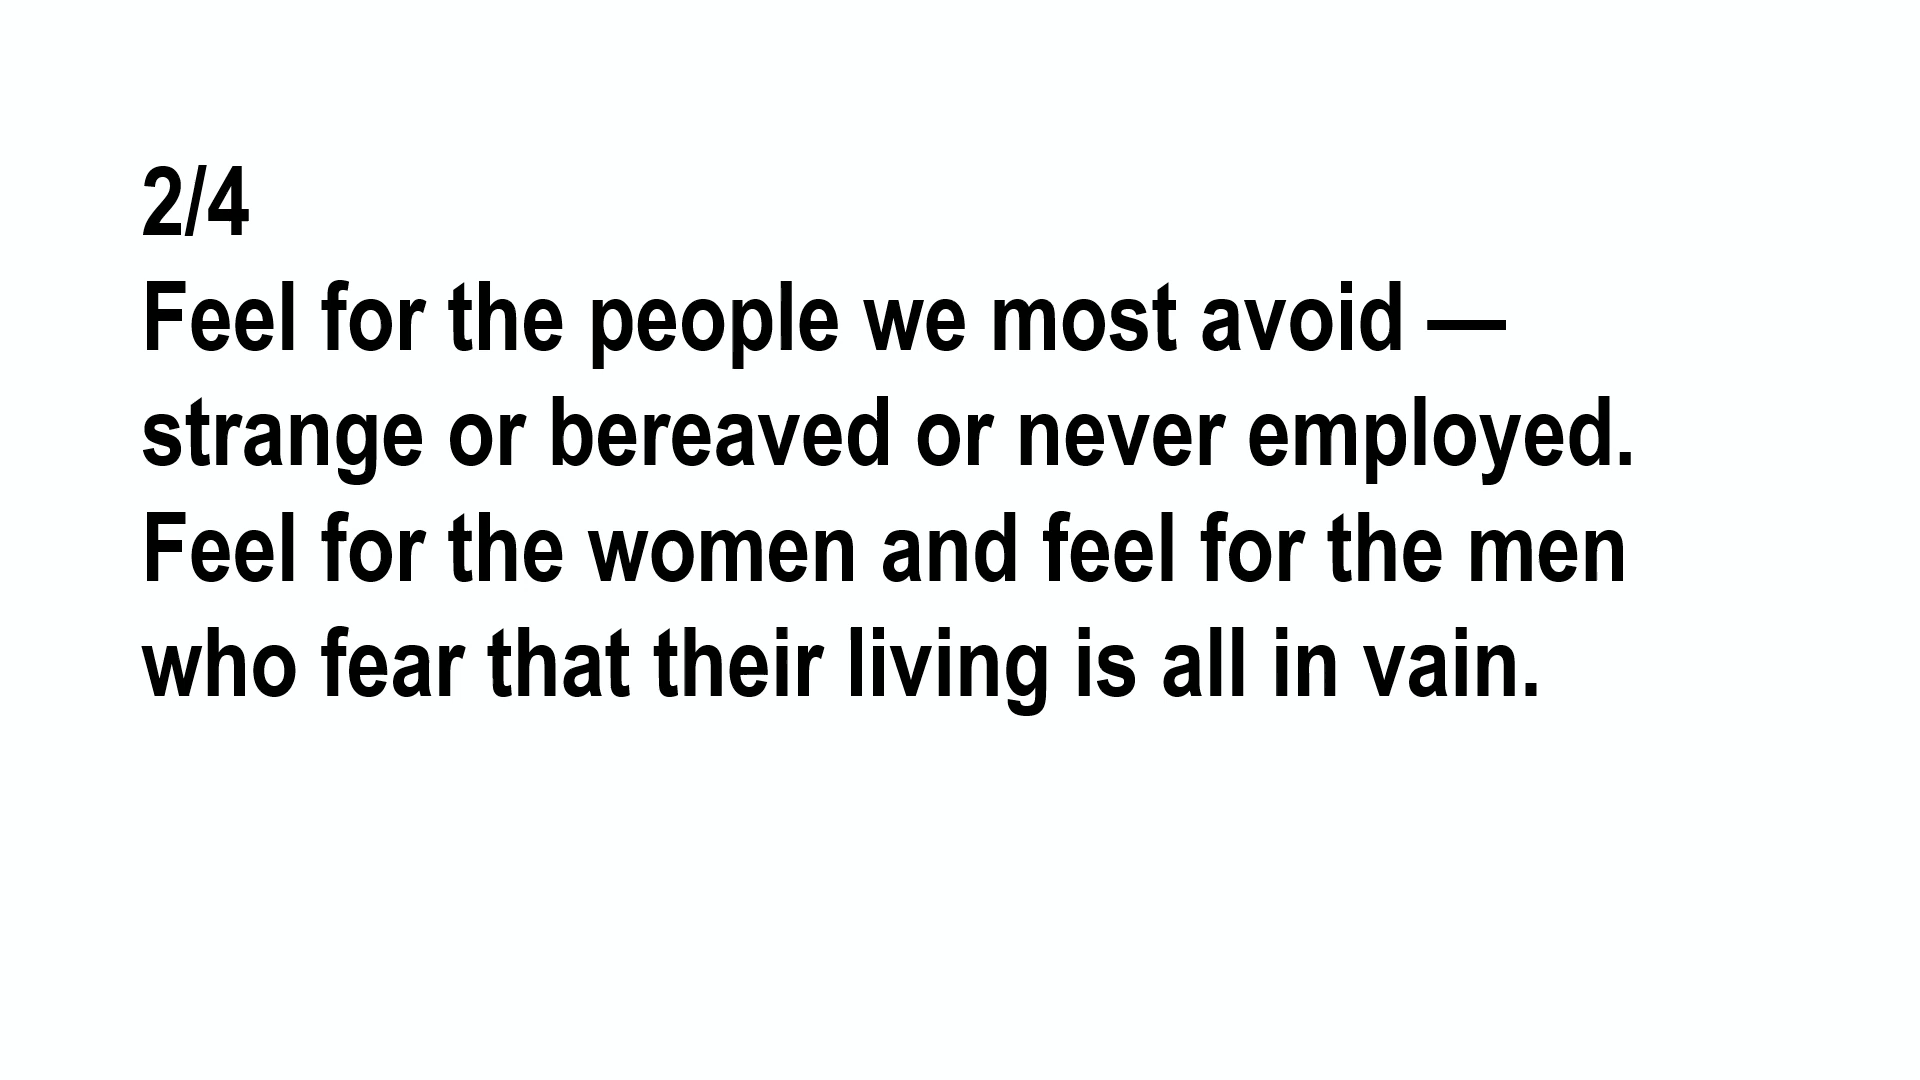 2/4
Feel for the people we most avoid —
strange or bereaved or never employed.
Feel for the women and feel for the men
who fear that their living is all in vain.